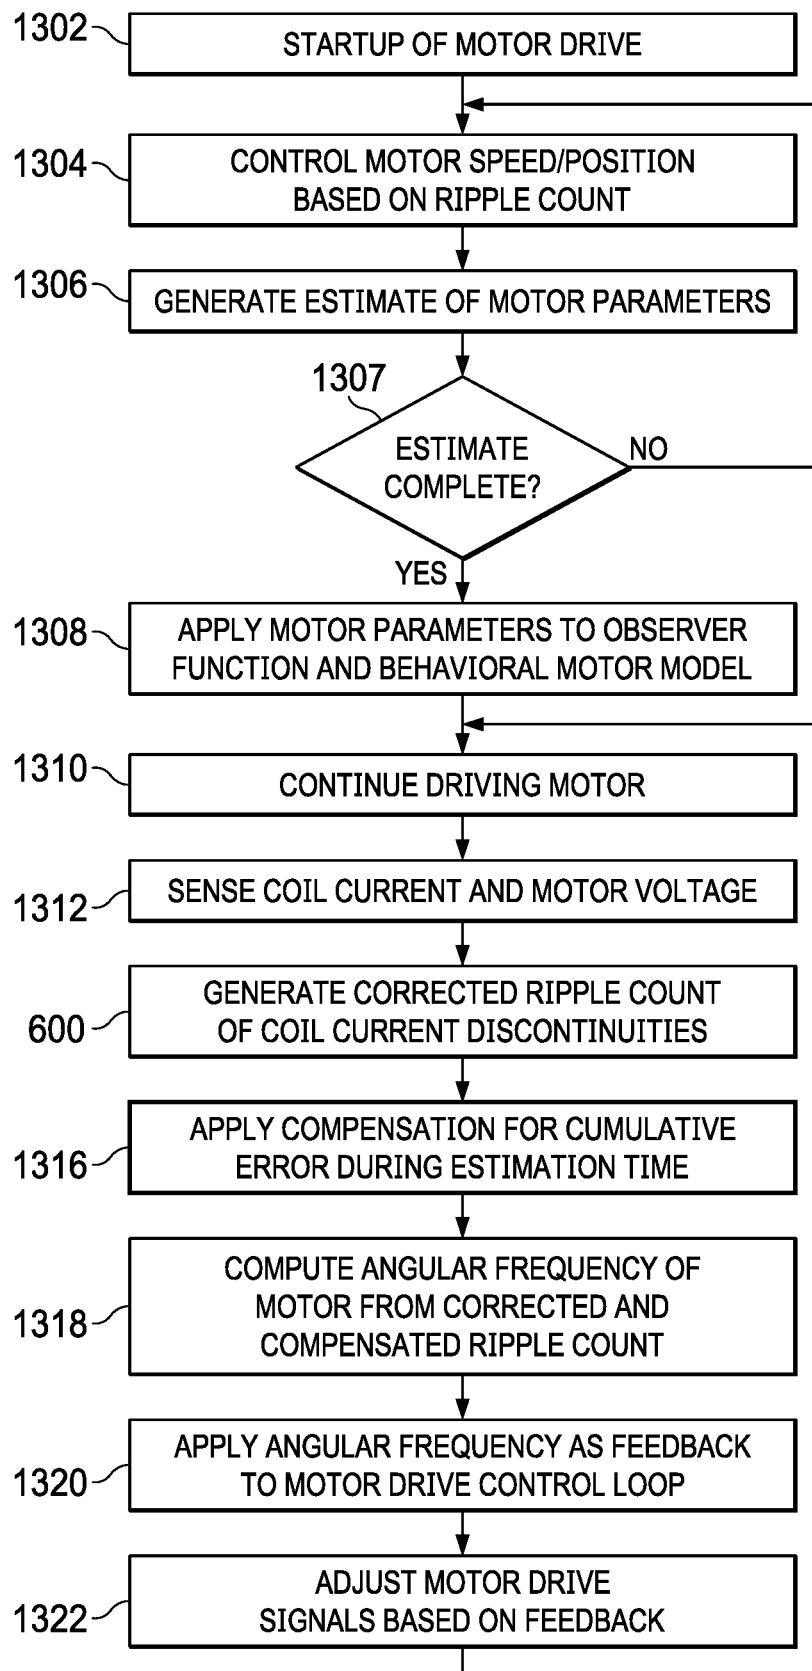 1302
STARTUP OF MOTOR DRIVE
1304
CONTROL MOTOR SPEED/POSITION
BASED ON RIPPLE COUNT
1306
GENERATE ESTIMATE OF MOTOR PARAMETERS
1307
ESTIMATE
COMPLETE?
NO
YES
1308
APPLY MOTOR PARAMETERS TO OBSERVER
FUNCTION AND BEHAVIORAL MOTOR MODEL
1310
CONTINUE DRIVING MOTOR
1312
SENSE COIL CURRENT AND MOTOR VOLTAGE
600
GENERATE CORRECTED RIPPLE COUNT
OF COIL CURRENT DISCONTINUITIES
1316
APPLY COMPENSATION FOR CUMULATIVE
ERROR DURING ESTIMATION TIME
1318
COMPUTE ANGULAR FREQUENCY OF
MOTOR FROM CORRECTED AND
COMPENSATED RIPPLE COUNT
1320
APPLY ANGULAR FREQUENCY AS FEEDBACK
TO MOTOR DRIVE CONTROL LOOP
1322
ADJUST MOTOR DRIVE
SIGNALS BASED ON FEEDBACK